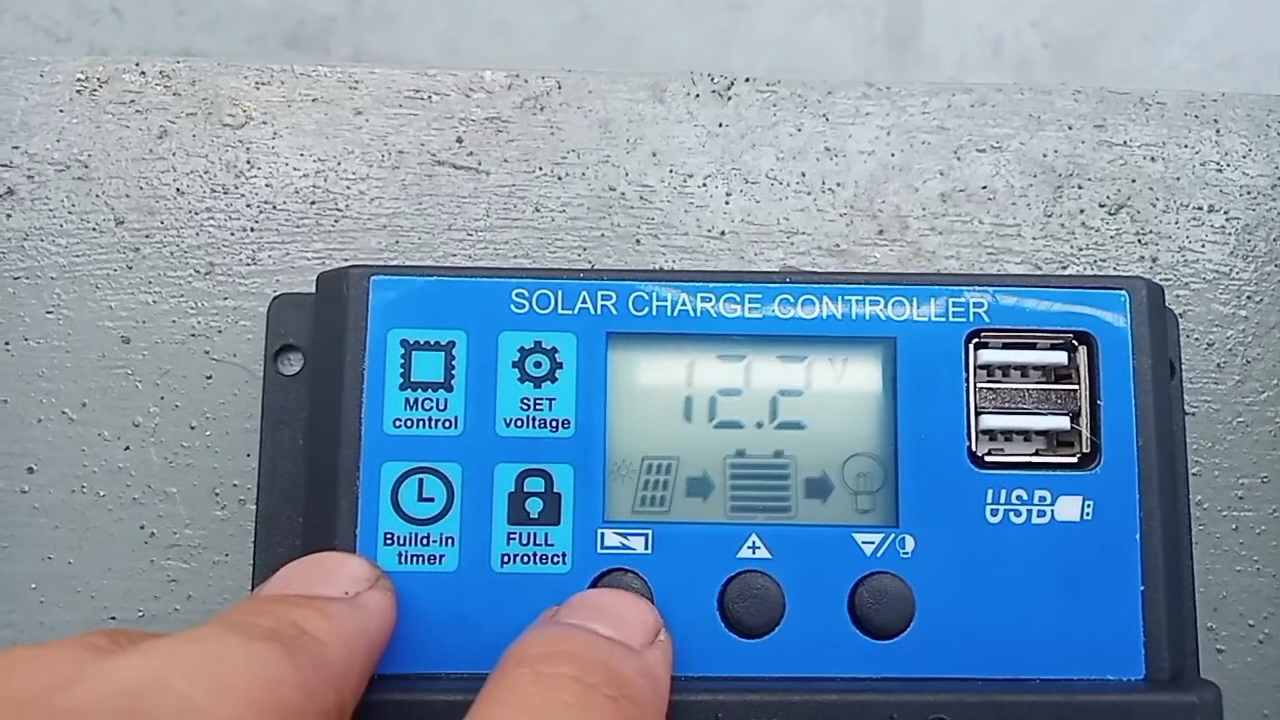 SOLAR CHARGE CONTROLLER
MCU
control
SET
voltage
12.2 V
Build-in
timer
FULL
protect
USB